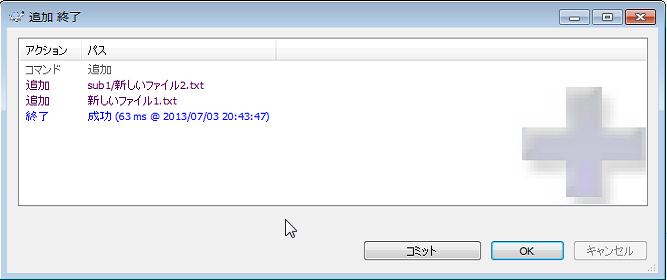 追加 終了
アクション パス
コマンド 追加
追加 sub1/新しいファイル2.txt
追加 新しいファイル1.txt
終了 成功 (63 ms @ 2013/07/03 20:43:47)
コミット OK キャンセル